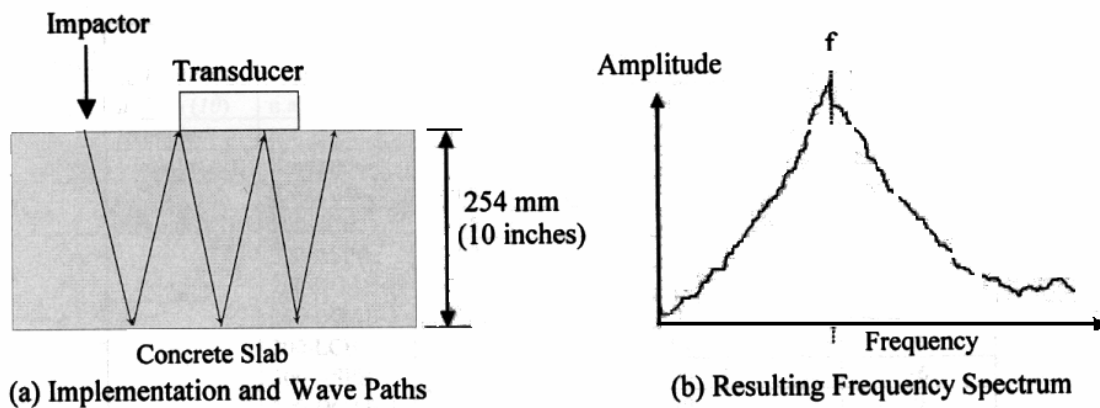 Impactor
Transducer
254 mm
(10 inches)
Concrete Slab
(a) Implementation and Wave Paths
f
Amplitude
Frequency
(b) Resulting Frequency Spectrum